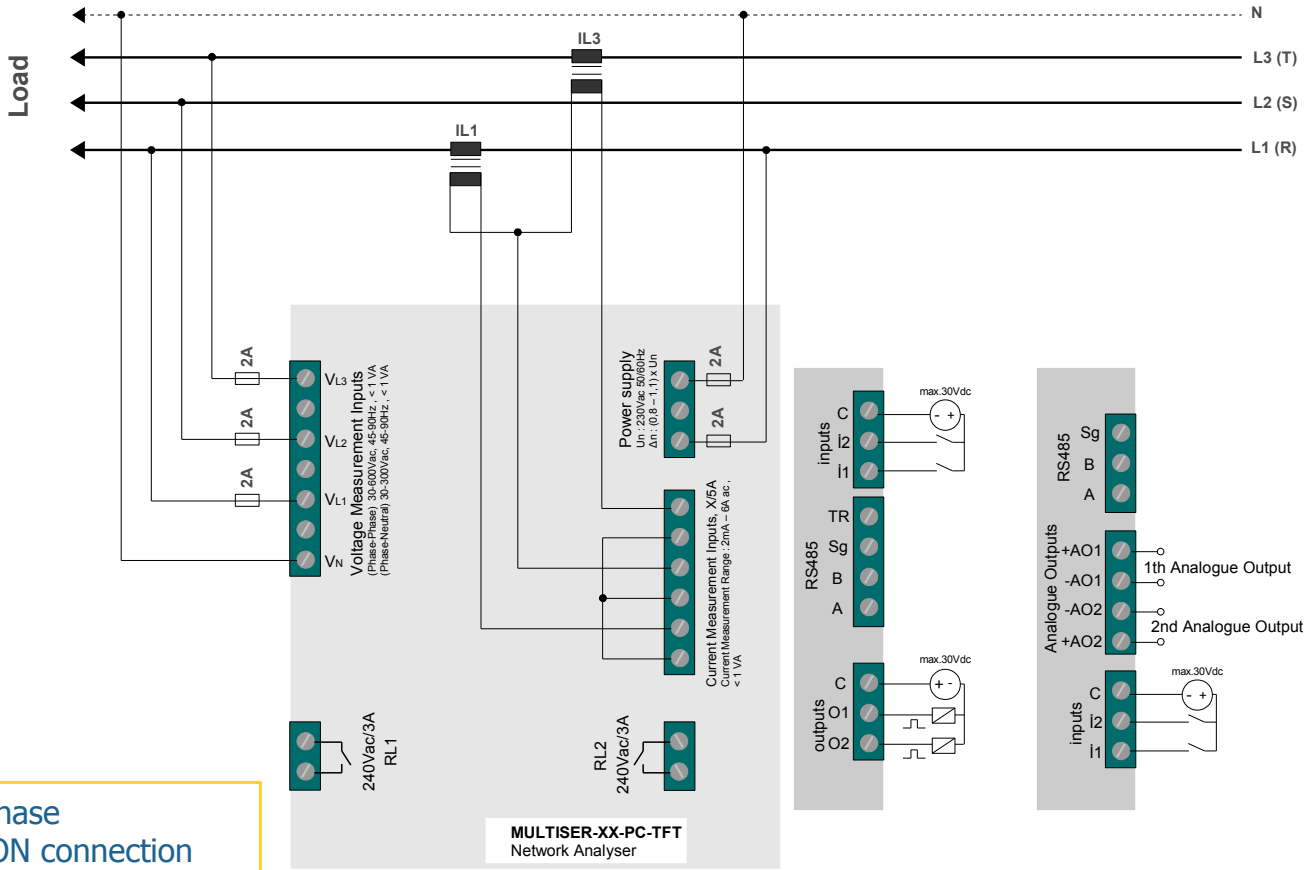 N
IL3
L3 (T)
Load
L2 (S)
IL1
L1 (R)
2A
2A
2A
VL3
VL2
VL1
VN
Voltage Measurement Inputs
(Phase-Phase) 30-600Vac, 45-90Hz , < 1 VA
(Phase-Neutral) 30-300Vac, 45-90Hz , < 1 VA
Power supply
Un : 230Vac 50/60Hz
Δn : (0,8 – 1,1) x Un
2A
2A
Current Measurement Inputs, X/5A
Current Measurement Range : 2mA – 6A ac ,
< 1 VA
240Vac/3A
RL1
RL2
240Vac/3A
MULTISER-XX-PC-TFT
Network Analyser
max.30Vdc
- +
inputs
C
İ2
İ1
RS485
TR
Sg
B
A
max.30Vdc
+ -
outputs
C
O1
O2
RS485
Sg
B
A
Analogue Outputs
+AO1
-AO1
-AO2
+AO2
1th Analogue Output
2nd Analogue Output
max.30Vdc
- +
inputs
C
İ2
İ1
ON connection